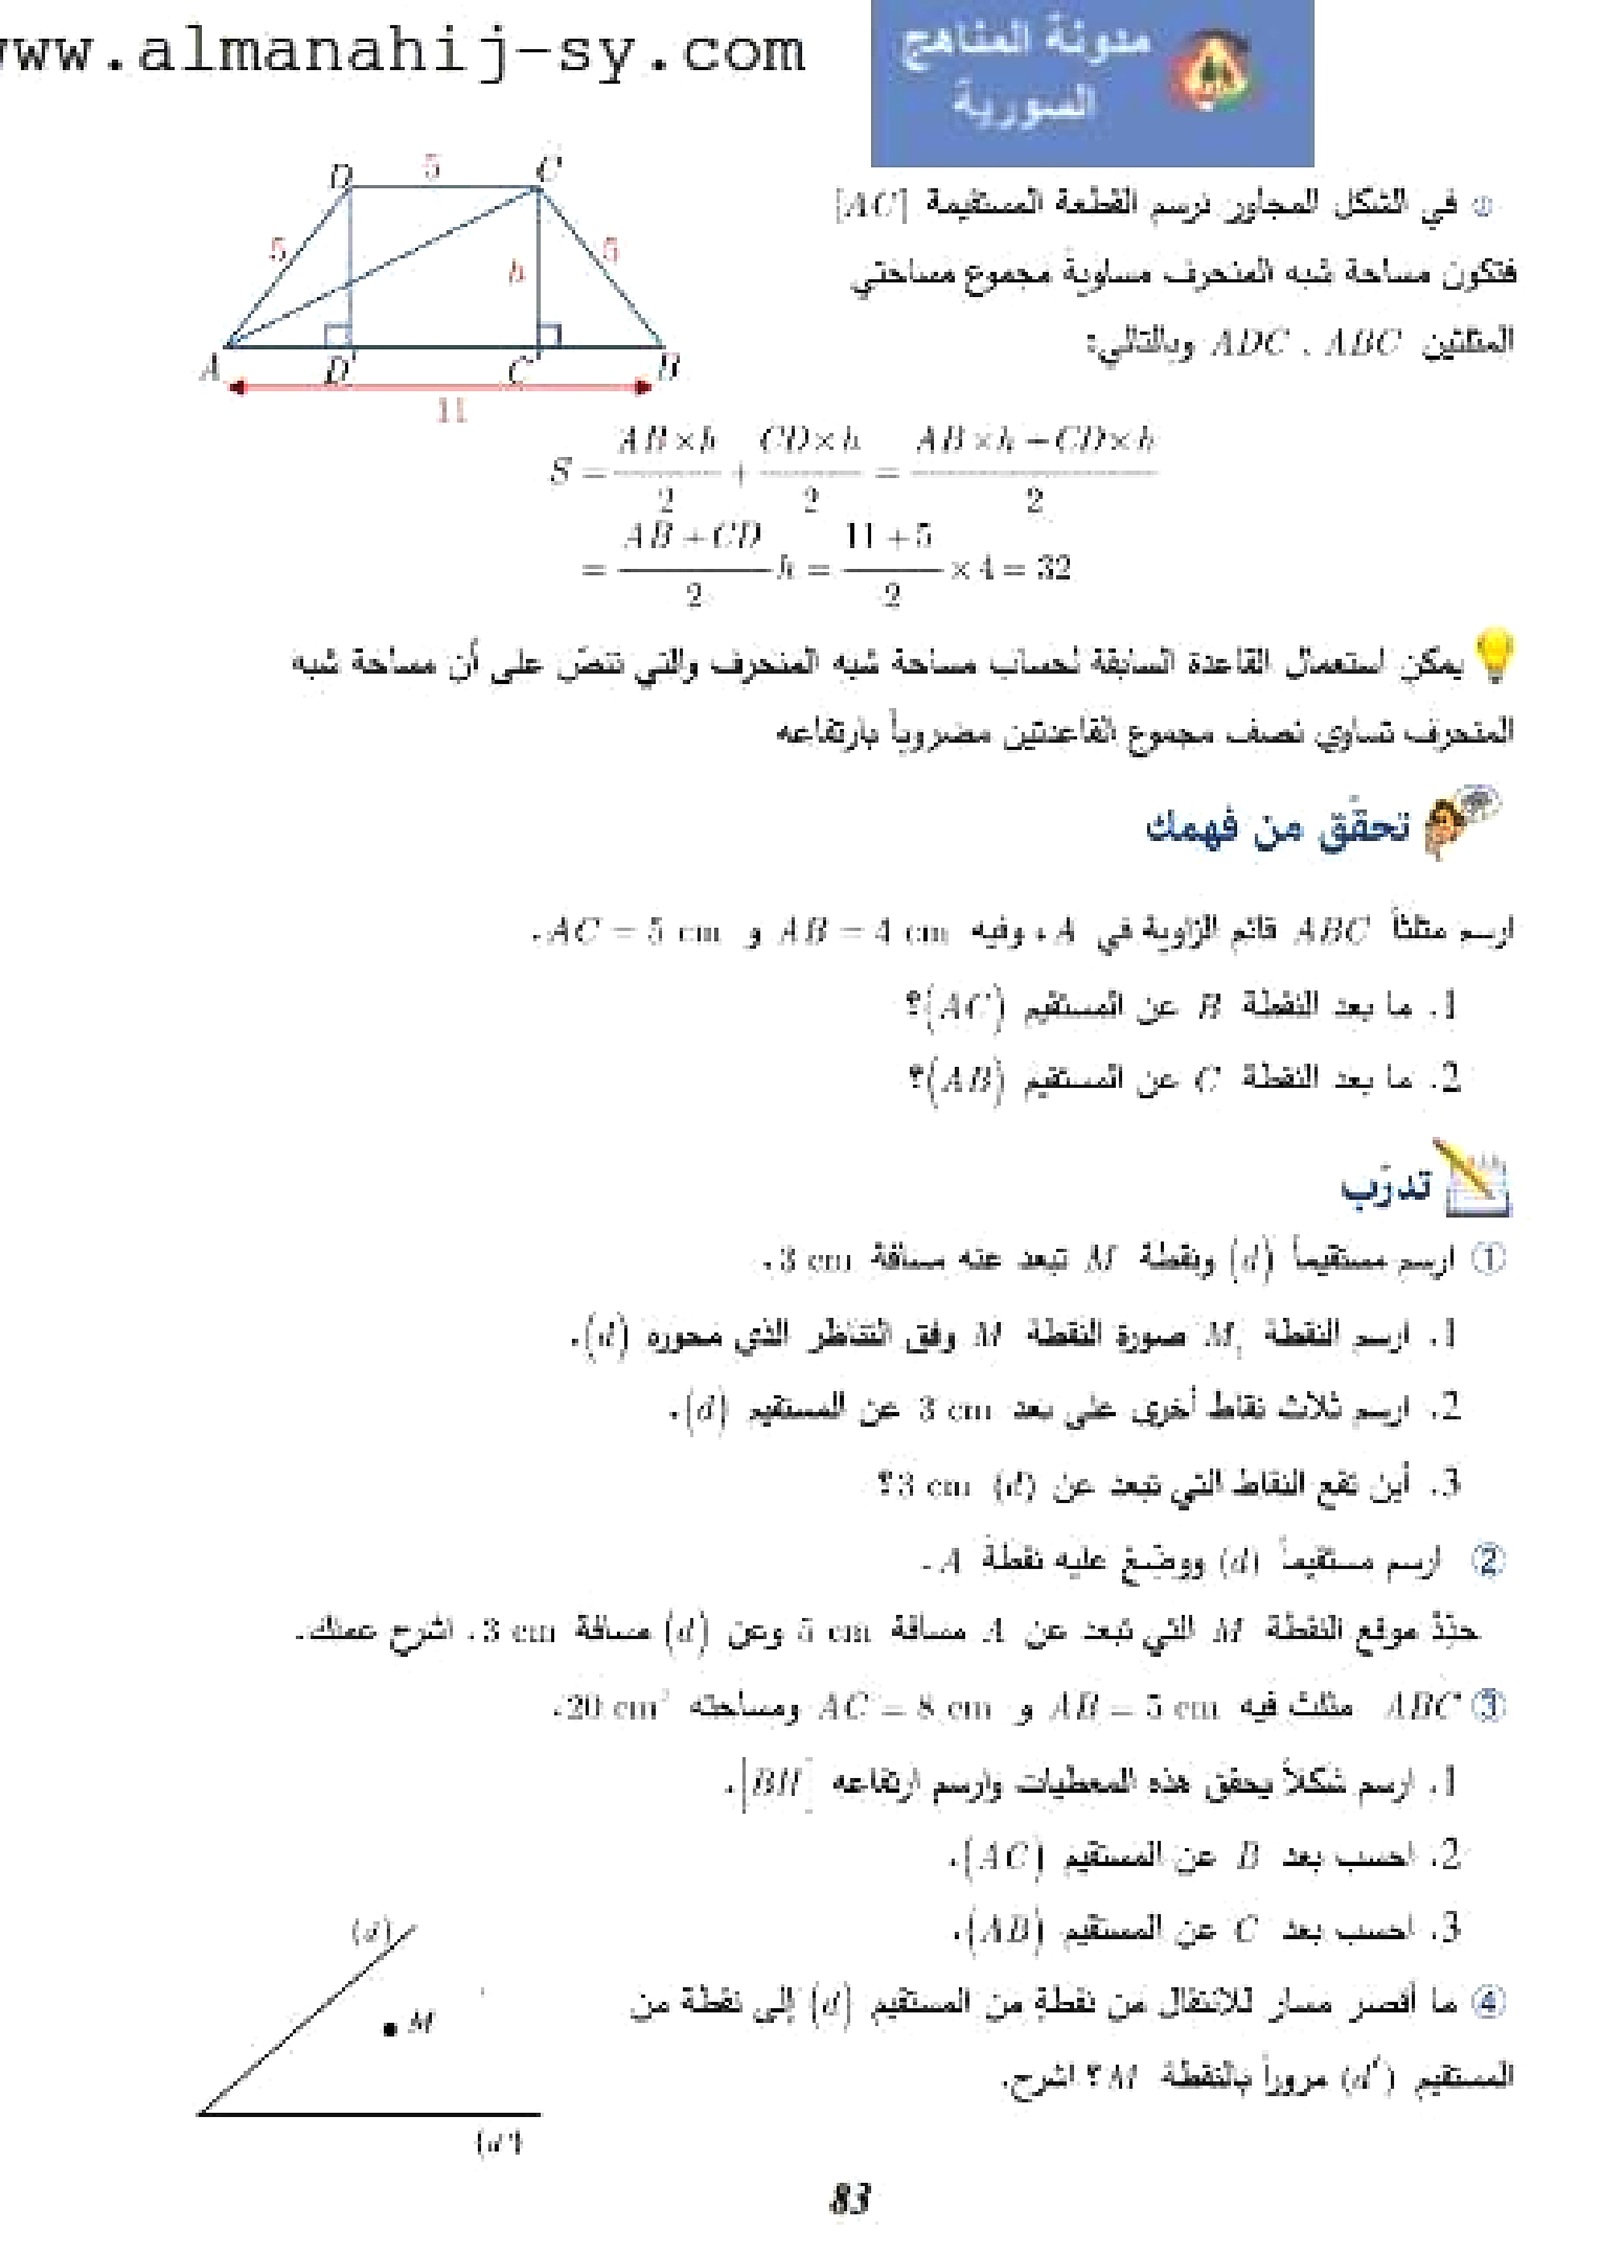 www.almanahij-sy.com
مدونة المناهج
السورية
② في الشكل المجاور نرسم القطعة المستقيمة [AC]
فتكون مساحة شبه المنحرف مساويةً مجموع مساحتي
المثلثين ABC ، ADC وبالتالي:
D 5 C
5 h 5
A D' C' B
11
S = \frac{AB×h}{2} + \frac{CD×h}{2} = \frac{AB×h + CD×h}{2}
= \frac{AB + CD}{2} h = \frac{11 + 5}{2} × 4 = 32
يمكن استعمال القاعدة السابقة لحساب مساحة شبه المنحرف والتي تنصّ على أن مساحة شبه
المنحرف تساوي نصف مجموع القاعدتين مضروباً بارتفاعه
تحقّق من فهمك
ارسم مثلثاً ABC قائم الزاوية في A ، وفيه AB = 4 cm و AC = 5 cm.
1. ما بعد النقطة B عن المستقيم (AC)؟
2. ما بعد النقطة C عن المستقيم (AB)؟
تدرّب
① ارسم مستقيماً (d) ونقطة M تبعد عنه مسافة 3 cm.
1. ارسم النقطة M₁ صورة النقطة M وفق التناظر الذي محوره (d).
2. ارسم ثلاث نقاط أخرى على بعد 3 cm عن المستقيم (d).
3. أين تقع النقاط التي تبعد عن (d) 3 cm؟
② ارسم مستقيماً (d) ووضّعْ عليه نقطة A .
حدّدْ موقع النقطة M التي تبعد عن A مسافة 5 cm وعن (d) مسافة 3 cm. اشرح عملك.
③ ABC مثلث فيه AB = 5 cm و AC = 8 cm ومساحته 20 cm².
1. ارسم شكلاً يحقق هذه المعطيات وارسم ارتفاعه [BH].
2. احسب بعد B عن المستقيم (AC).
3. احسب بعد C عن المستقيم (AB).
④ ما أقصر مسار للانتقال من نقطة من المستقيم (d) إلى نقطة من
المستقيم (d′) مروراً بالنقطة M؟ اشرح.
(d)
M
(d′)
83